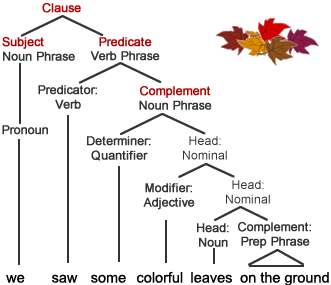 Clause
Subject Predicate
Noun Phrase Verb Phrase
Predicator: Complement
Verb Noun Phrase
Pronoun
Determiner: Head:
Quantifier Nominal
Modifier: Head:
Adjective Nominal
Head: Complement:
Noun Prep Phrase
we saw some colorful leaves on the ground